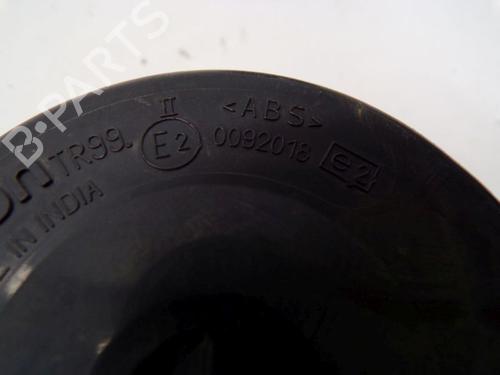 II <ABS>
TR99. E2 0092018 e2
IN INDIA
B-PARTS